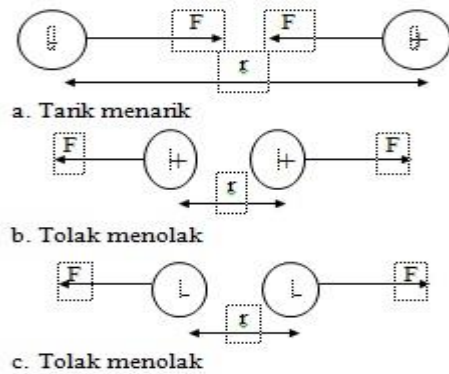 - F F +
r
a. Tarik menarik
F + + F
r
b. Tolak menolak
F - - F
r
c. Tolak menolak